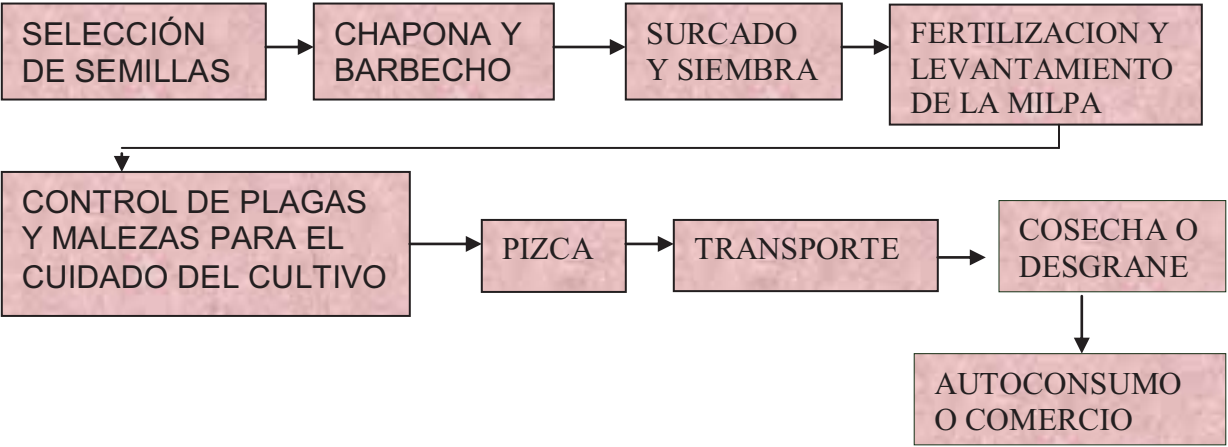 SELECCIÓN
DE SEMILLAS
CHAPONA Y
BARBECHO
SURCADO
Y SIEMBRA
FERTILIZACION Y
LEVANTAMIENTO
DE LA MILPA
CONTROL DE PLAGAS
Y MALEZAS PARA EL
CUIDADO DEL CULTIVO
PIZCA
TRANSPORTE
COSECHA O
DESGRANE
AUTOCONSUMO
O COMERCIO